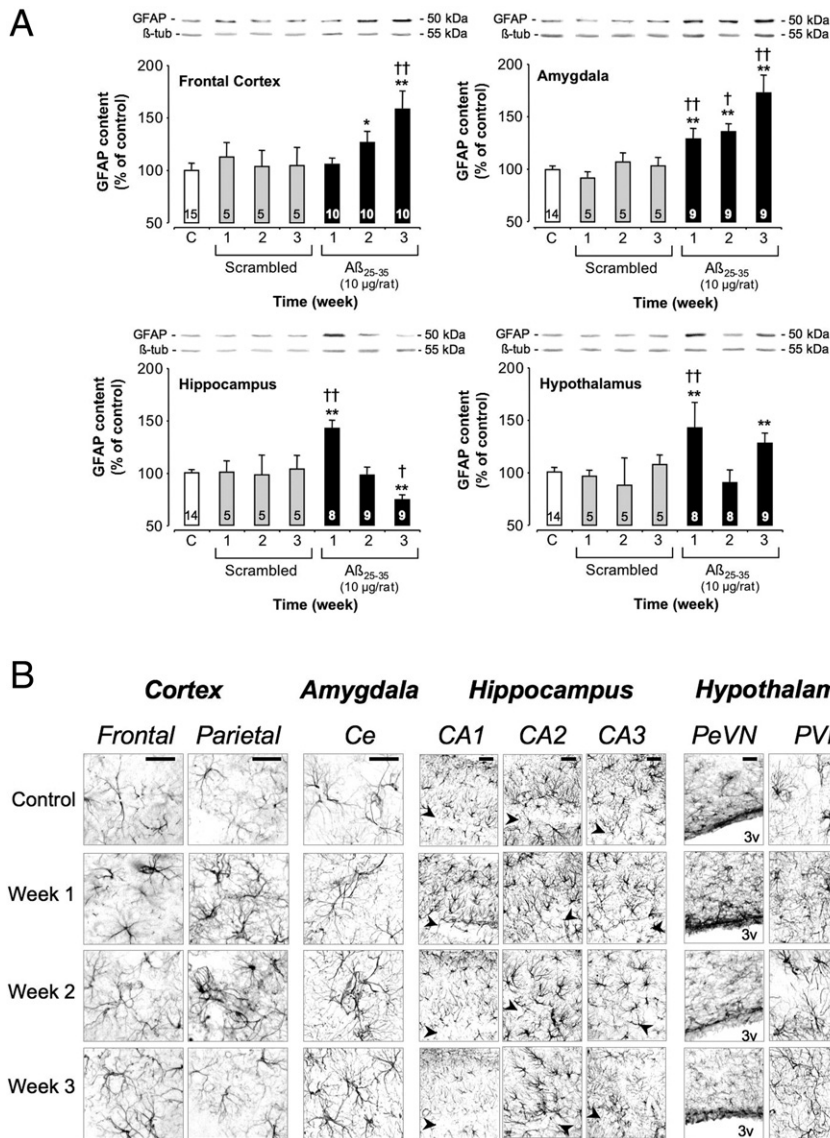 A
GFAP - - 50 kDa
ß-tub - - 55 kDa
200
150
100
50
GFAP content
(% of control)
Frontal Cortex
*
††
**
15 5 5 5 10 10 10
C 1 2 3 1 2 3
Scrambled
Aß25-35
(10 µg/rat)
Time (week)
GFAP - - 50 kDa
ß-tub - - 55 kDa
200
150
100
50
GFAP content
(% of control)
Amygdala
††
**
†
**
††
**
14 5 5 5 9 9 9
C 1 2 3 1 2 3
Scrambled
Aß25-35
(10 µg/rat)
Time (week)
GFAP - - 50 kDa
ß-tub - - 55 kDa
200
150
100
50
GFAP content
(% of control)
Hippocampus
††
**
†
**
14 5 5 5 8 9 9
C 1 2 3 1 2 3
Scrambled
Aß25-35
(10 µg/rat)
Time (week)
GFAP - - 50 kDa
ß-tub - - 55 kDa
200
150
100
50
GFAP content
(% of control)
Hypothalamus
††
**
**
14 5 5 5 8 8 9
C 1 2 3 1 2 3
Scrambled
Aß25-35
(10 µg/rat)
Time (week)
B
Cortex Amygdala Hippocampus Hypothalam
Frontal Parietal Ce CA1 CA2 CA3 PeVN PV
Control
3v
Week 1
3v
Week 2
3v
Week 3
3v